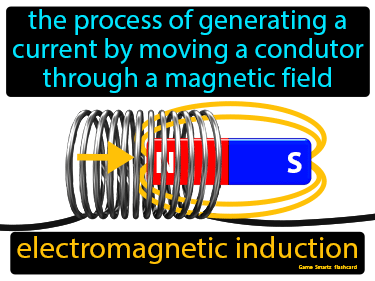 the process of generating a
current by moving a condutor
through a magnetic field
N
S
electromagnetic induction
Game Smartz flashcard